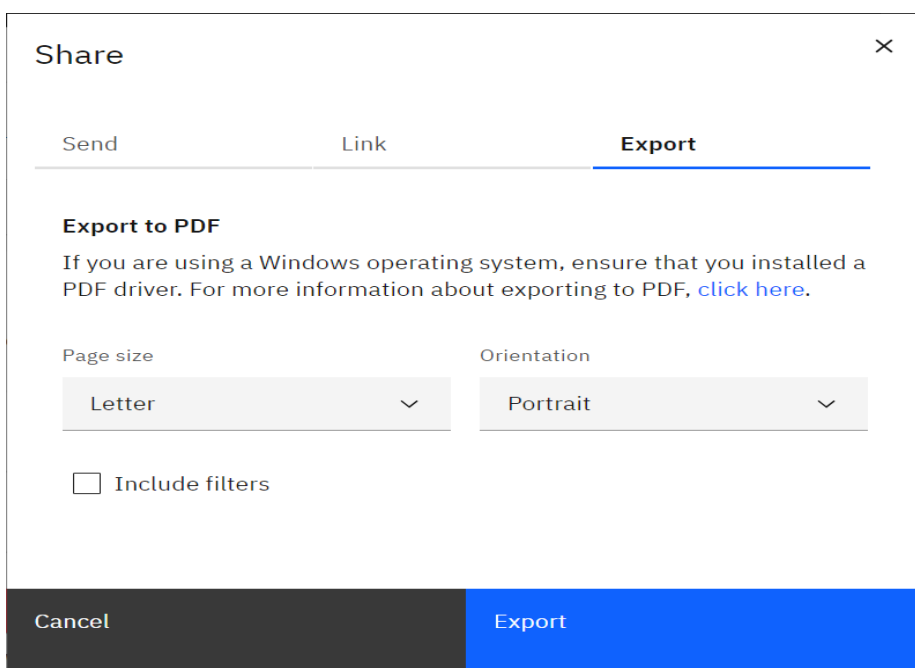 Share
Send
Link
Export
Export to PDF
If you are using a Windows operating system, ensure that you installed a
PDF driver. For more information about exporting to PDF, click here.
Page size
Orientation
Letter
Portrait
Include filters
Cancel
Export